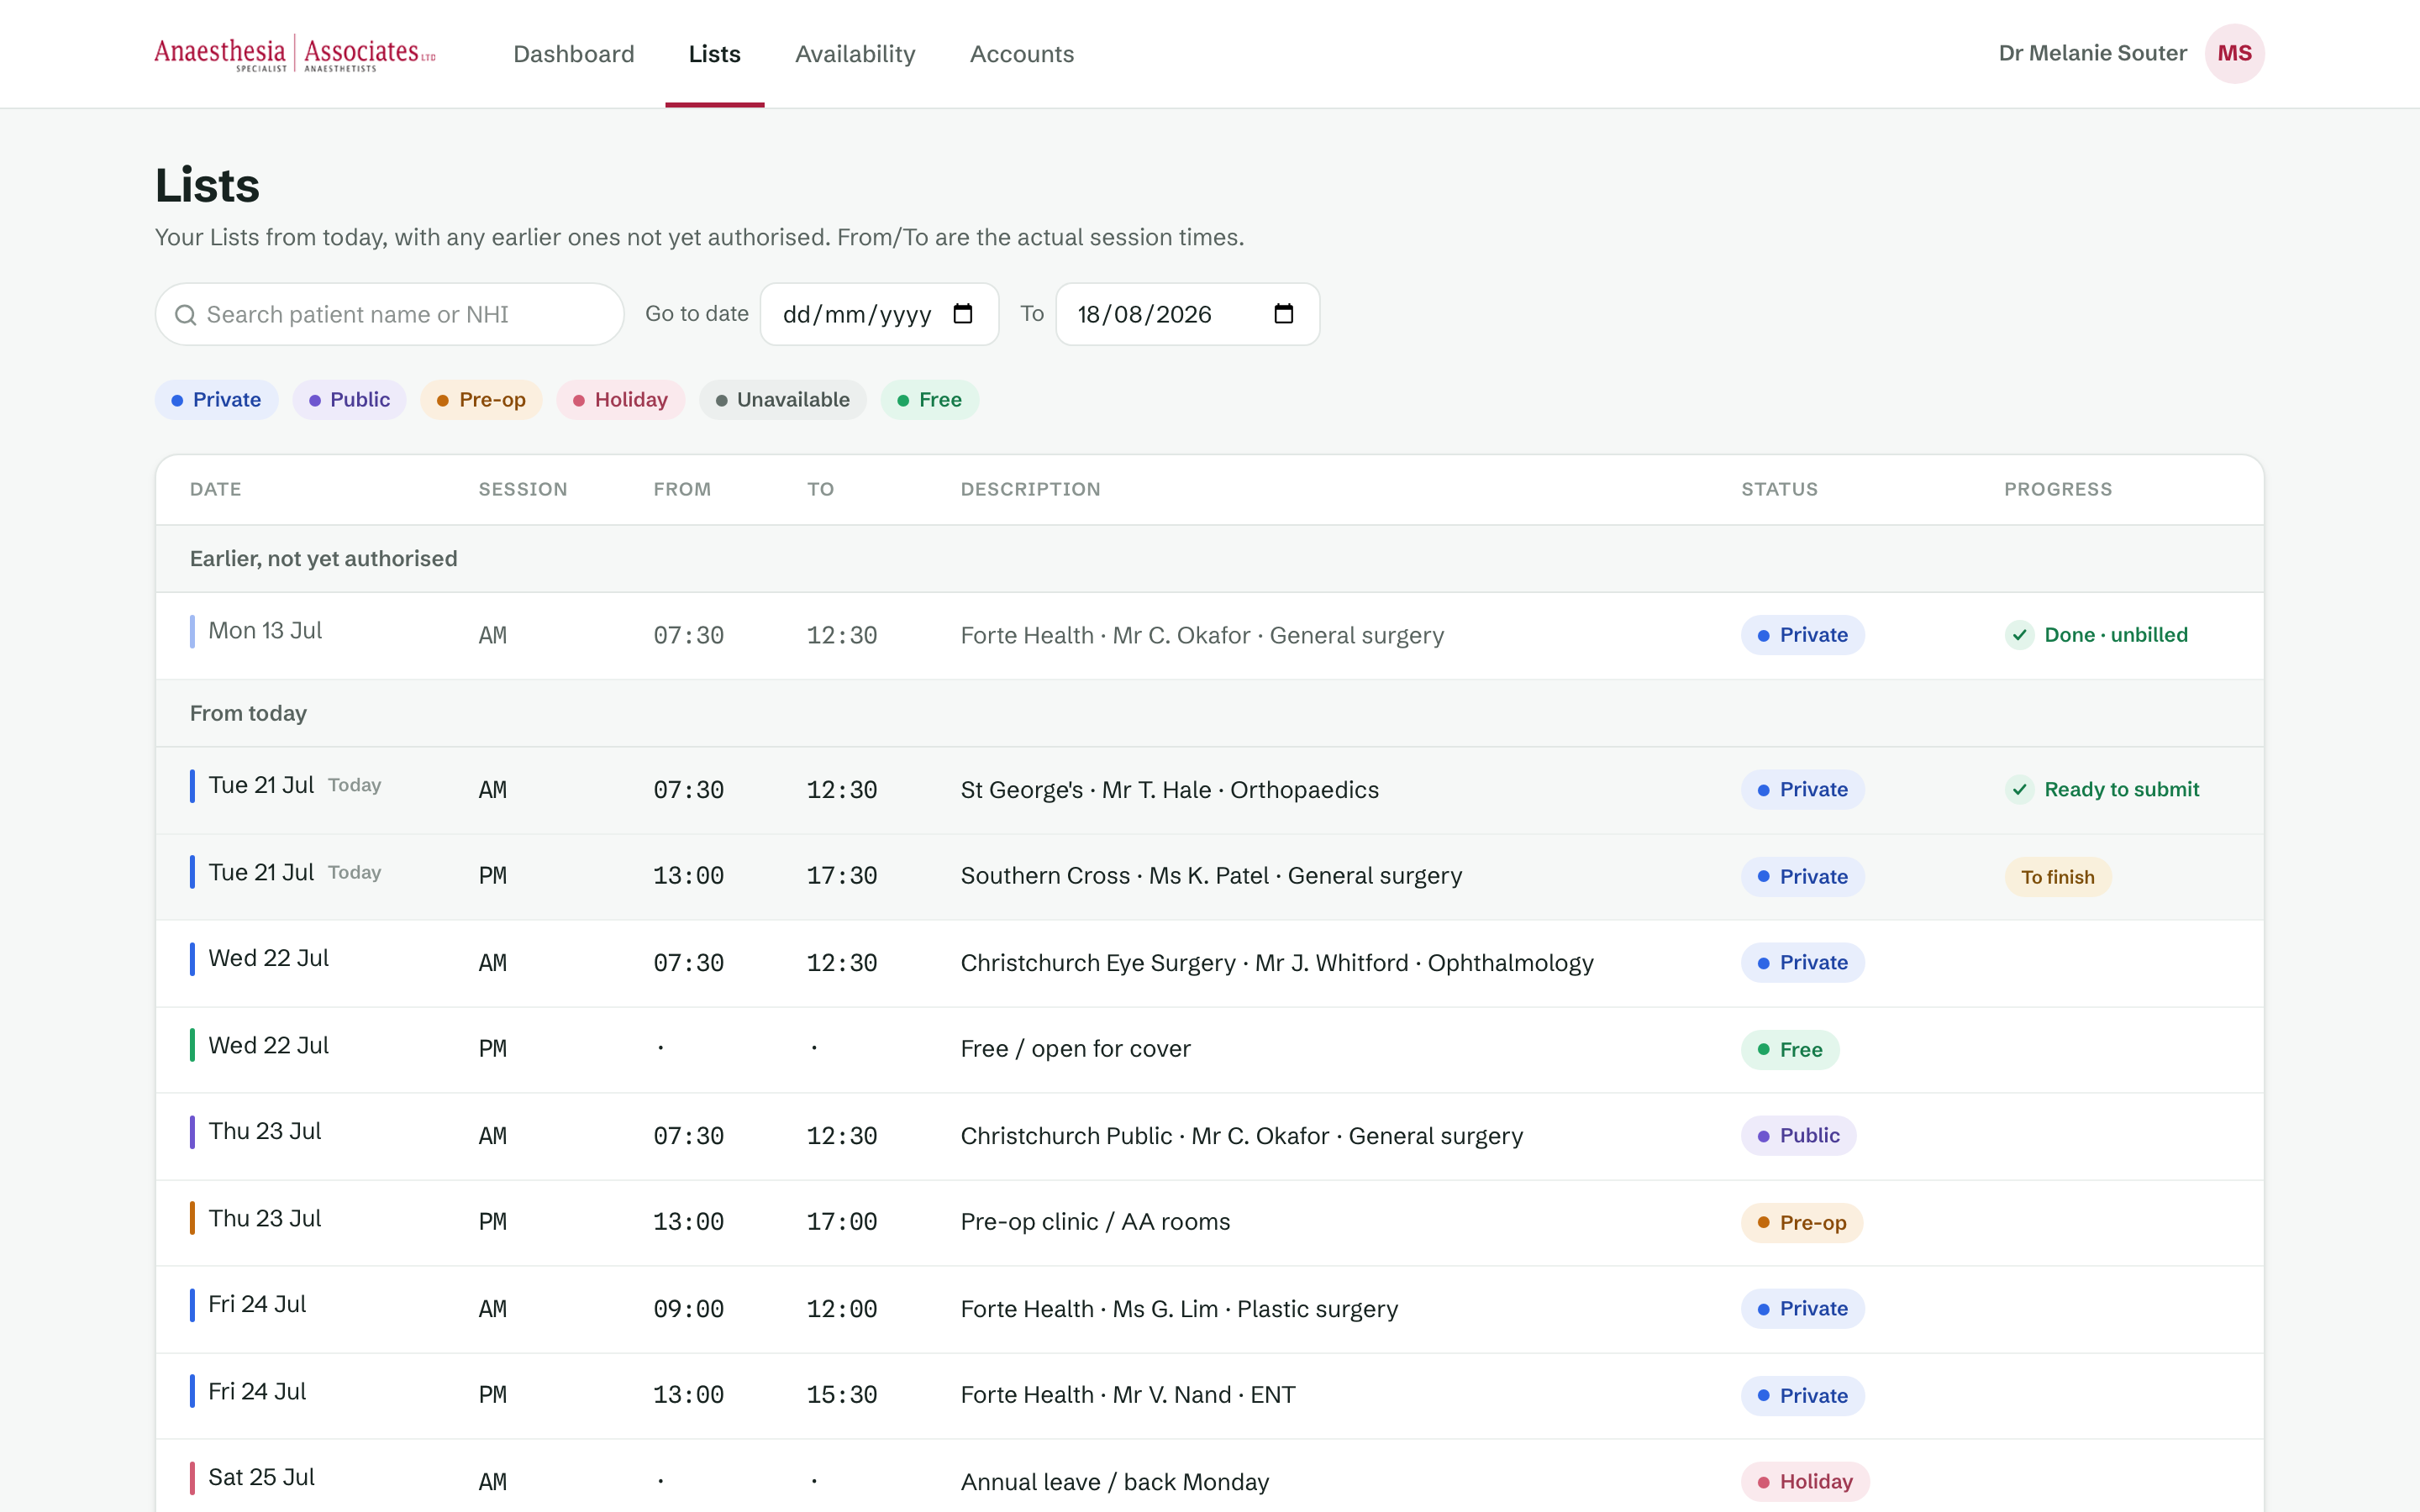 Anaesthesia | Associates LTD
SPECIALIST ANAESTHETISTS
Dashboard Lists Availability Accounts
Dr Melanie Souter MS
Lists
Your Lists from today, with any earlier ones not yet authorised. From/To are the actual session times.
Search patient name or NHI Go to date dd/mm/yyyy To 18/08/2026
Private Public Pre-op Holiday Unavailable Free
DATE SESSION FROM TO DESCRIPTION STATUS PROGRESS
Earlier, not yet authorised
Mon 13 Jul AM 07:30 12:30 Forte Health · Mr C. Okafor · General surgery Private Done · unbilled
From today
Tue 21 Jul Today AM 07:30 12:30 St George's · Mr T. Hale · Orthopaedics Private Ready to submit
Tue 21 Jul Today PM 13:00 17:30 Southern Cross · Ms K. Patel · General surgery Private To finish
Wed 22 Jul AM 07:30 12:30 Christchurch Eye Surgery · Mr J. Whitford · Ophthalmology Private
Wed 22 Jul PM · · Free / open for cover Free
Thu 23 Jul AM 07:30 12:30 Christchurch Public · Mr C. Okafor · General surgery Public
Thu 23 Jul PM 13:00 17:00 Pre-op clinic / AA rooms Pre-op
Fri 24 Jul AM 09:00 12:00 Forte Health · Ms G. Lim · Plastic surgery Private
Fri 24 Jul PM 13:00 15:30 Forte Health · Mr V. Nand · ENT Private
Sat 25 Jul AM · · Annual leave / back Monday Holiday